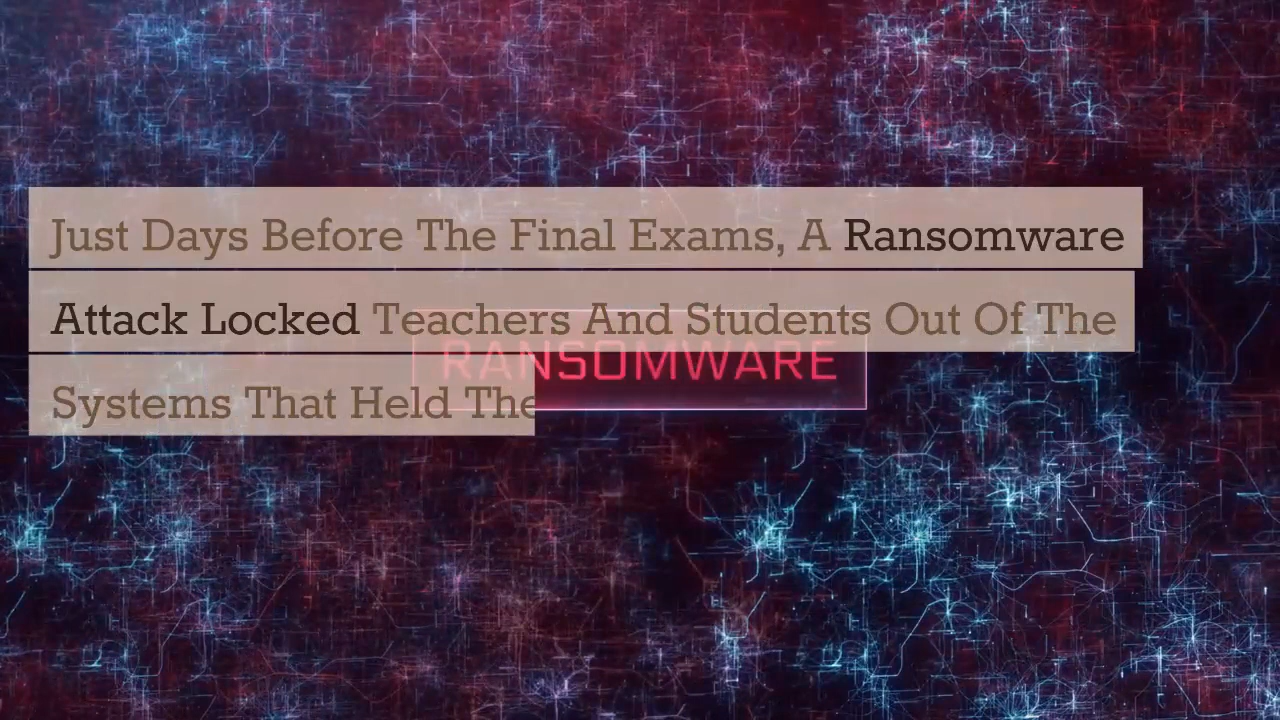 Just Days Before The Final Exams, A Ransomware
Attack Locked Teachers And Students Out Of The
RANSOMWARE
Systems That Held The